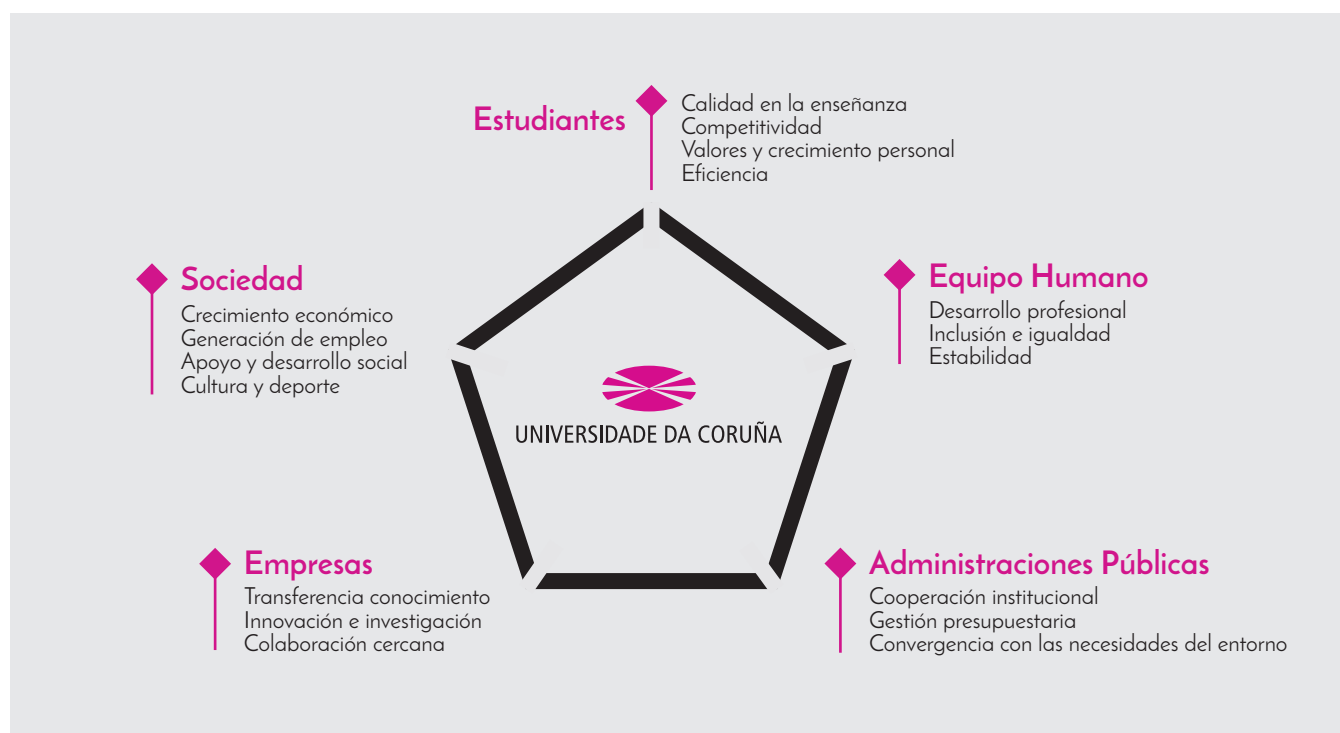 Estudiantes
Calidad en la enseñanza
Competitividad
Valores y crecimiento personal
Eficiencia
Sociedad
Crecimiento económico
Generación de empleo
Apoyo y desarrollo social
Cultura y deporte
Equipo Humano
Desarrollo profesional
Inclusión e igualdad
Estabilidad
UNIVERSIDADE DA CORUÑA
Empresas
Transferencia conocimiento
Innovación e investigación
Colaboración cercana
Administraciones Públicas
Cooperación institucional
Gestión presupuestaria
Convergencia con las necesidades del entorno